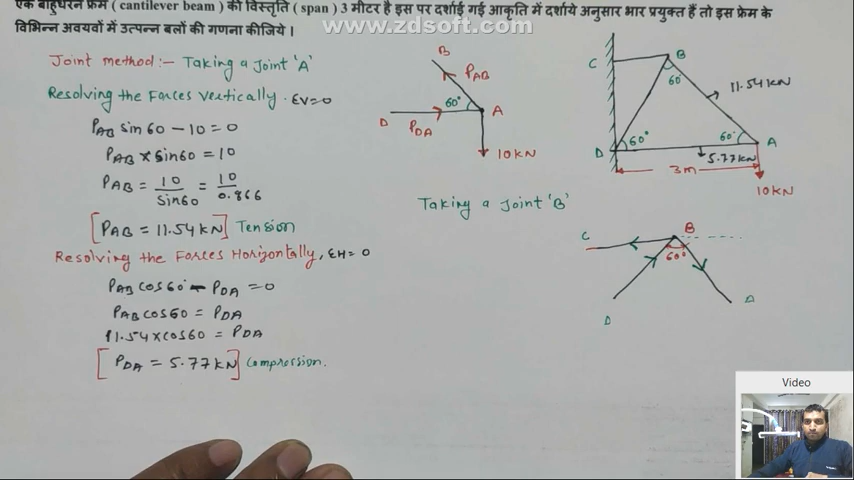 एक बाहुधरन फ्रेम ( cantilever beam ) की विस्तृति ( span ) 3 मीटर है इस पर दर्शाई गई आकृति में दर्शाये अनुसार भार प्रयुक्त हैं तो इस फ्रेम के
विभिन्न अवयवों में उत्पन्न बलों की गणना कीजिये ।
www.zdsoft.com
Joint method:- Taking a Joint 'A'
Resolving the Forces Vertically. ΣV=0
PAB sin60 - 10 = 0
PAB × sin60 = 10
PAB = 10/sin60 = 10/0.866
[PAB = 11.54 KN] Tension
Resolving the Forces Horizontally, ΣH = 0
PAB cos60° - PDA = 0
PAB cos60 = PDA
11.54 × cos60 = PDA
[PDA = 5.77 KN] Compression.
B
PAB
60°
A
D
PDA
10 KN
C
B
60°
11.54 KN
D
60°
60°
A
5.77 KN
3m
10 KN
Taking a Joint 'B'
C
B
60°
D
A
Video